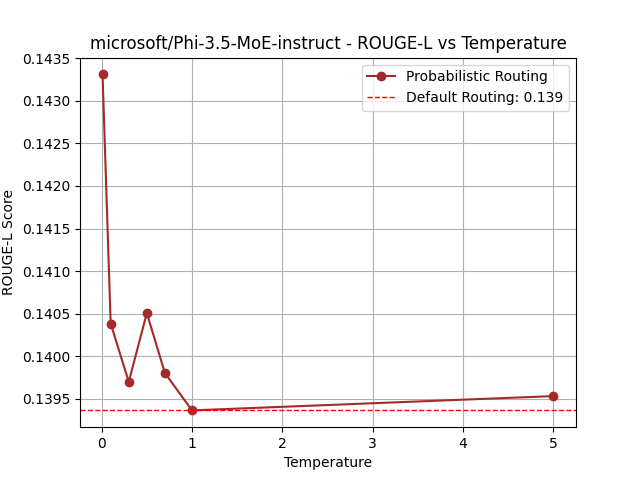 microsoft/Phi-3.5-MoE-instruct - ROUGE-L vs Temperature
Probabilistic Routing
Default Routing: 0.139
ROUGE-L Score
0.1435
0.1430
0.1425
0.1420
0.1415
0.1410
0.1405
0.1400
0.1395
0 1 2 3 4 5
Temperature